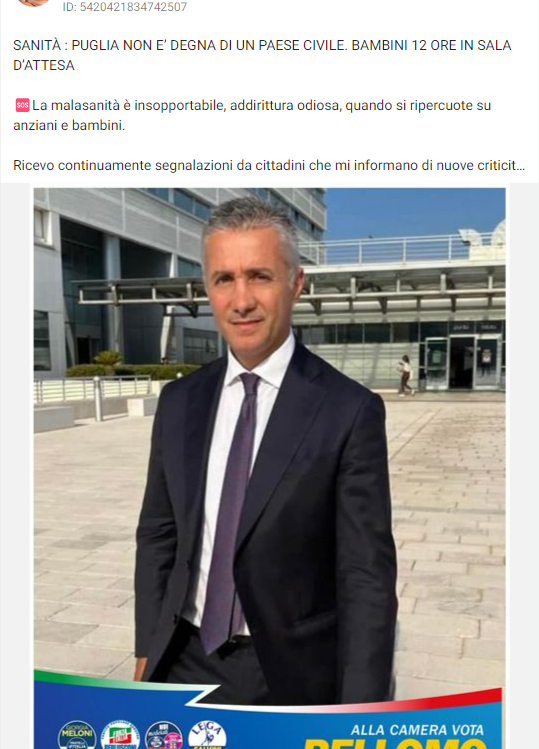 ID: 5420421834742507
SANITÀ : PUGLIA NON E’ DEGNA DI UN PAESE CIVILE. BAMBINI 12 ORE IN SALA
D’ATTESA
🆘La malasanità è insopportabile, addirittura odiosa, quando si ripercuote su
anziani e bambini.
Ricevo continuamente segnalazioni da cittadini che mi informano di nuove criticit…
GIORGIA
MELONI
FORZA
ITALIA
LEGA
ALLA CAMERA VOTA
BELLOMO